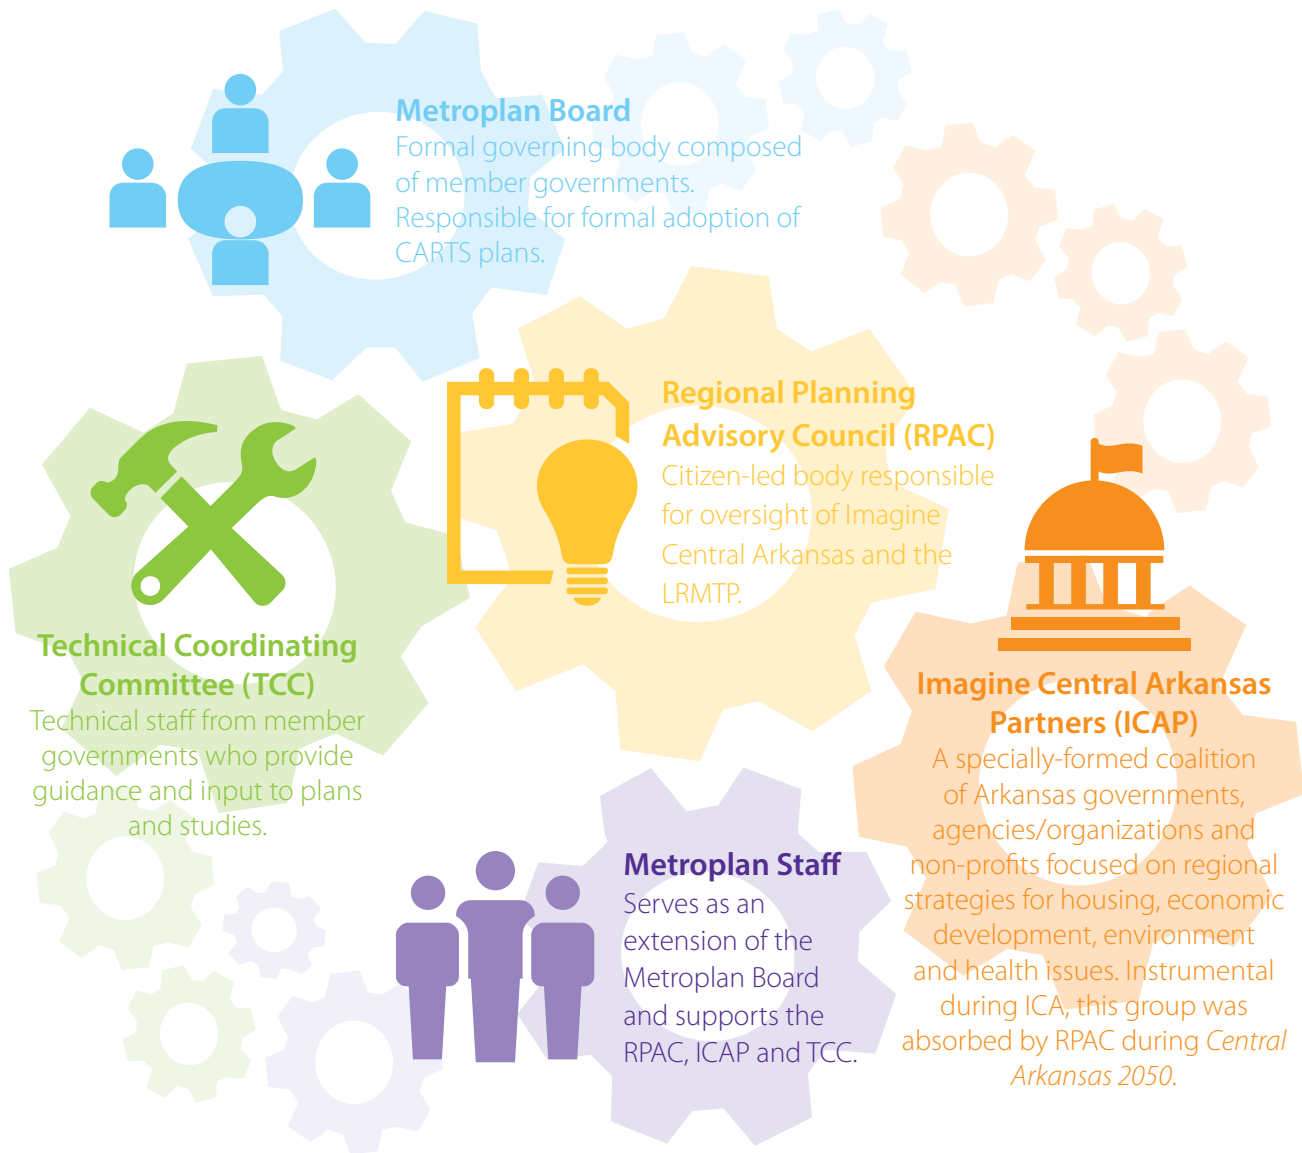 Metroplan Board
Formal governing body composed
of member governments.
Responsible for formal adoption of
CARTS plans.
Regional Planning
Advisory Council (RPAC)
Citizen-led body responsible
for oversight of Imagine
Central Arkansas and the
LRMTP.
Technical Coordinating
Committee (TCC)
Technical staff from member
governments who provide
guidance and input to plans
and studies.
Imagine Central Arkansas
Partners (ICAP)
A specially-formed coalition
of Arkansas governments,
agencies/organizations and
non-profits focused on regional
strategies for housing, economic
development, environment
and health issues. Instrumental
during ICA, this group was
absorbed by RPAC during Central
Arkansas 2050.
Metroplan Staff
Serves as an
extension of the
Metroplan Board
and supports the
RPAC, ICAP and TCC.